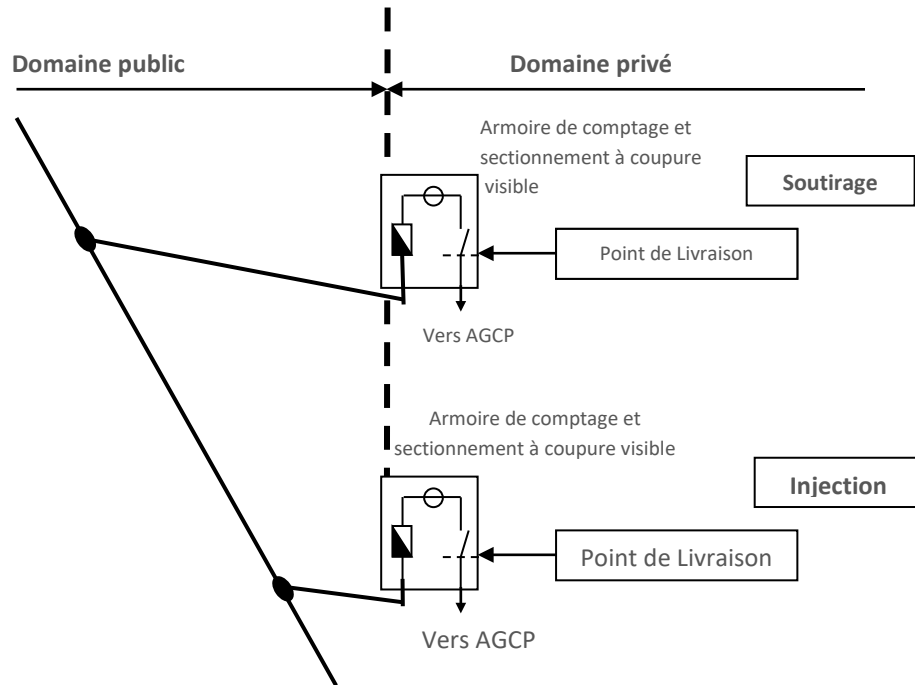 Domaine public
Domaine privé
Armoire de comptage et
sectionnement à coupure
visible
Soutirage
Point de Livraison
Vers AGCP
Armoire de comptage et
sectionnement à coupure visible
Injection
Point de Livraison
Vers AGCP